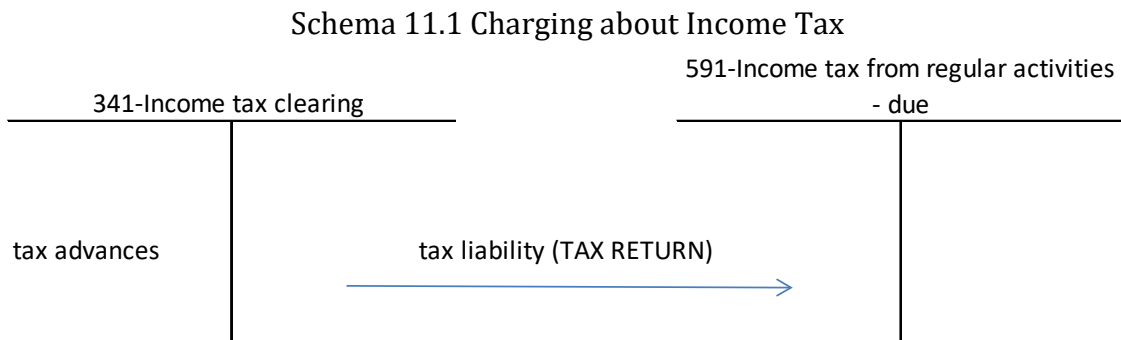 Schema 11.1 Charging about Income Tax
591-Income tax from regular activities
341-Income tax clearing
- due
tax advances
tax liability (TAX RETURN)